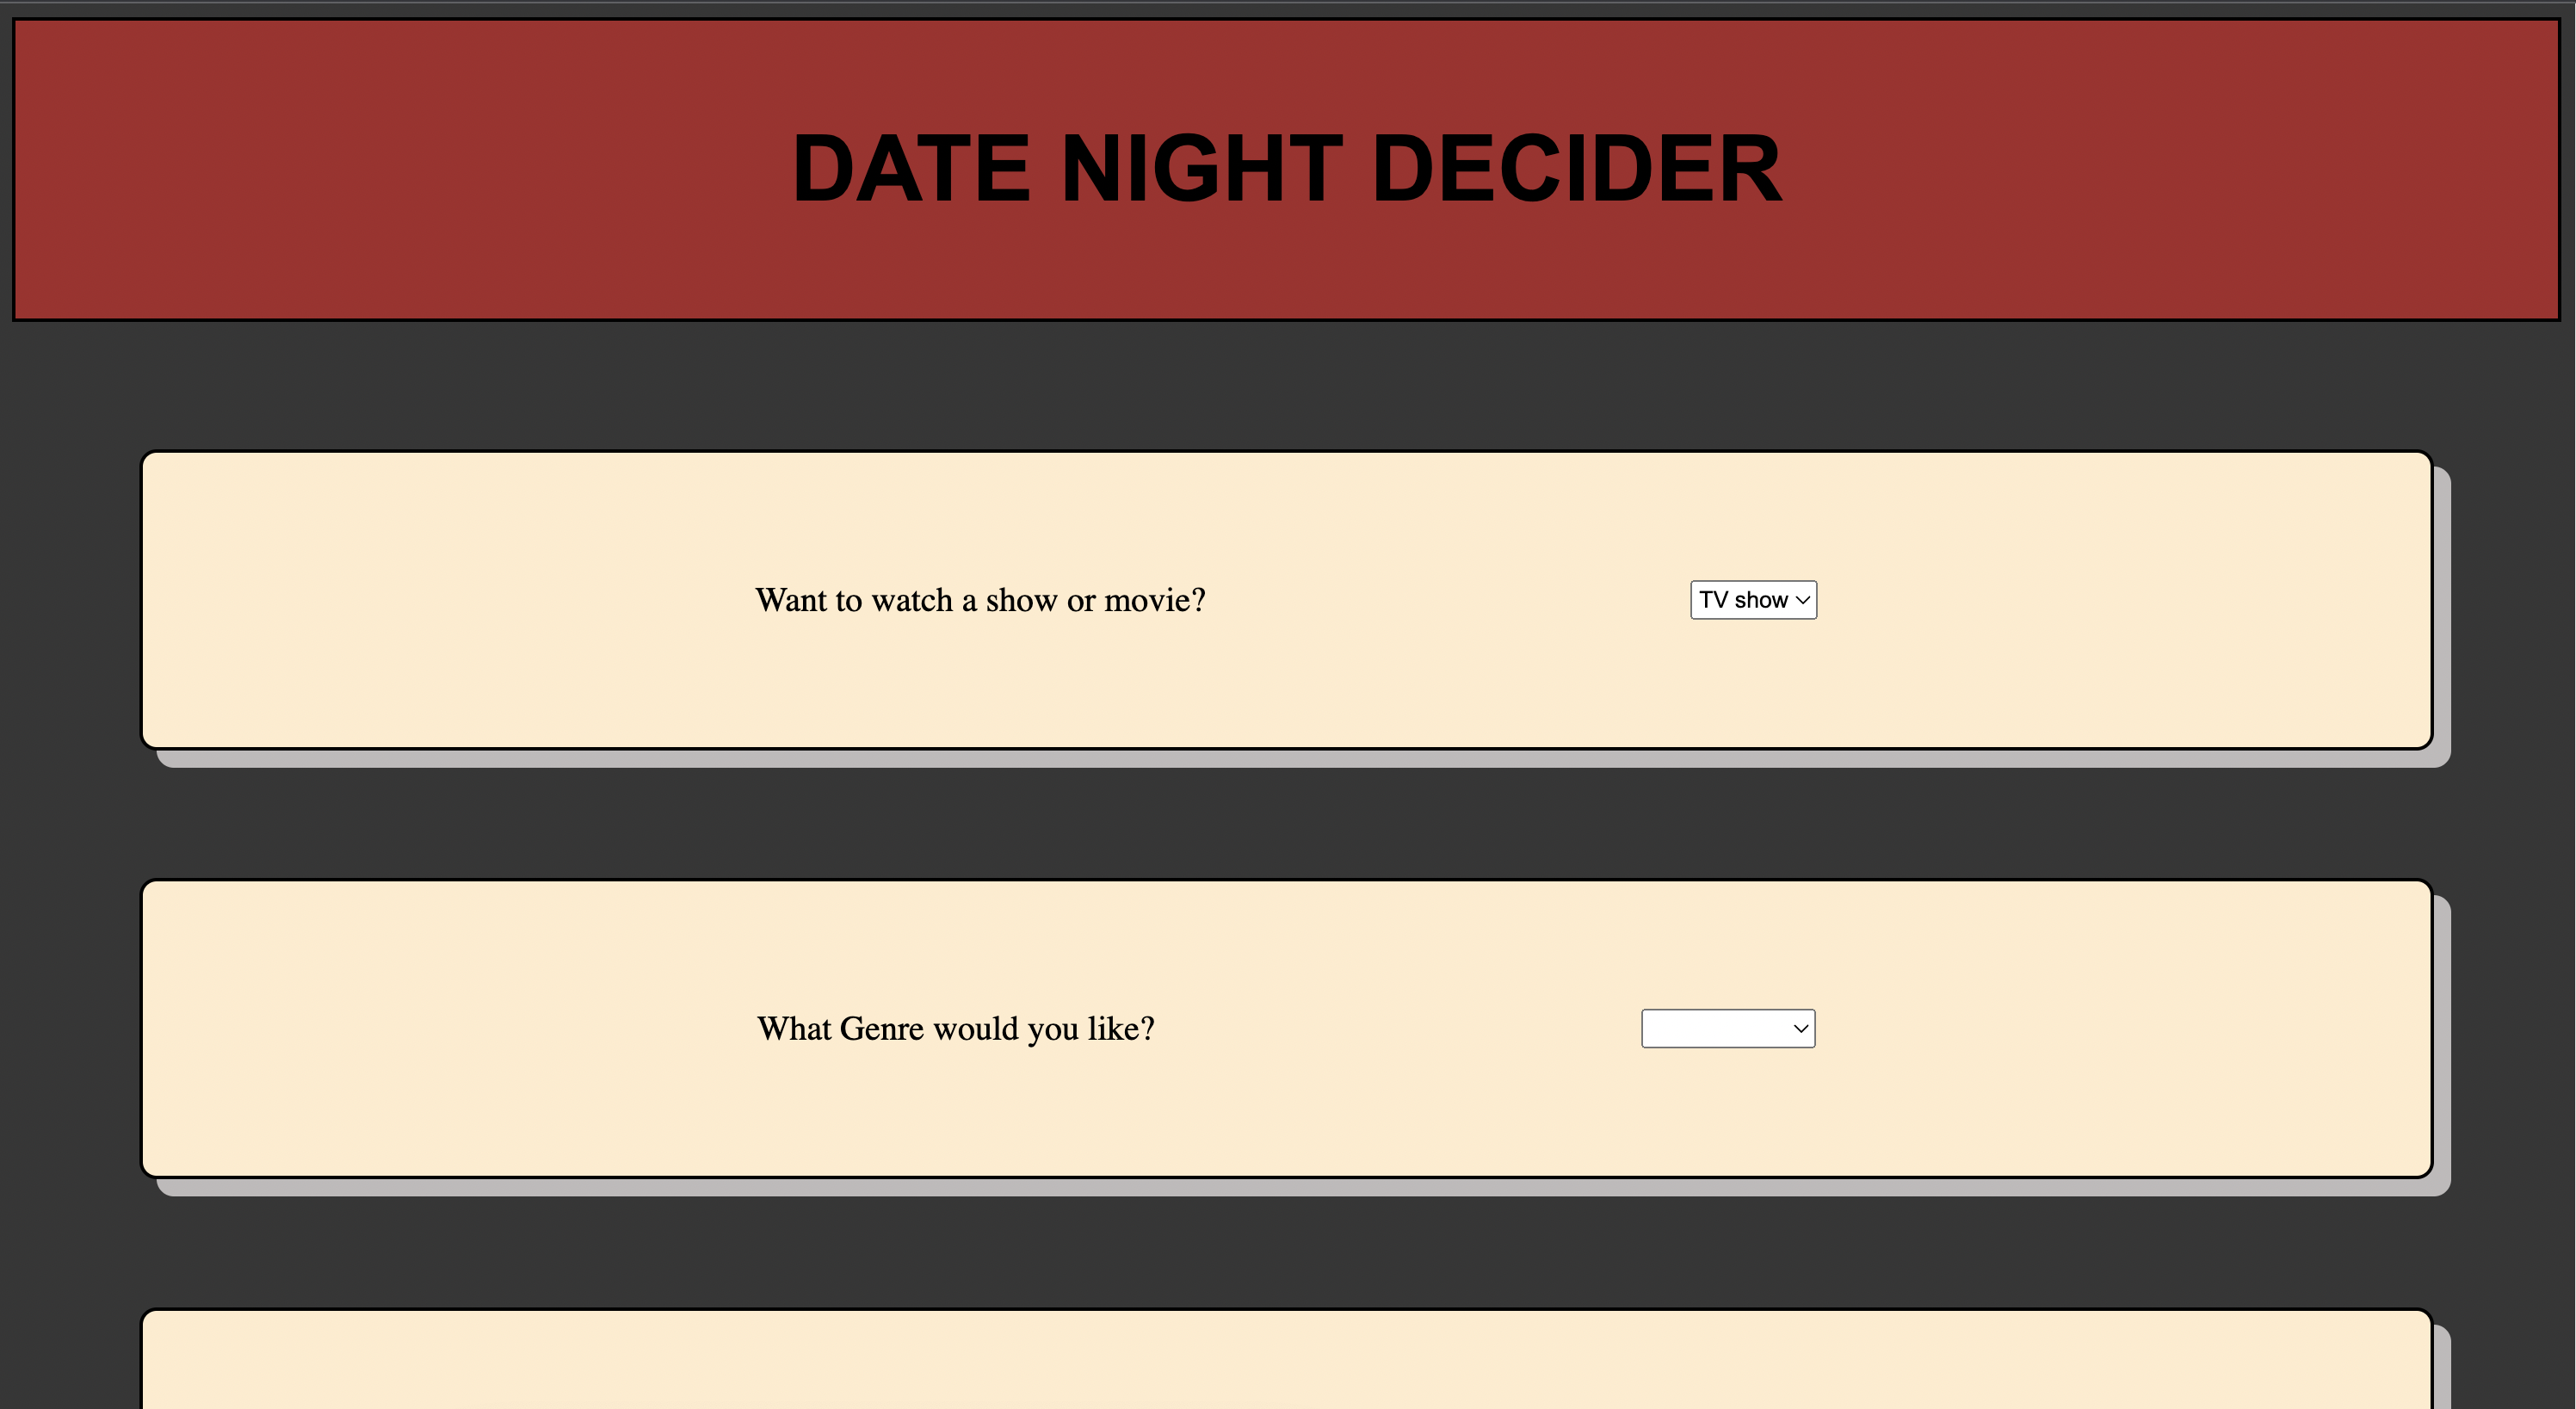 DATE NIGHT DECIDER
Want to watch a show or movie?
TV show
What Genre would you like?